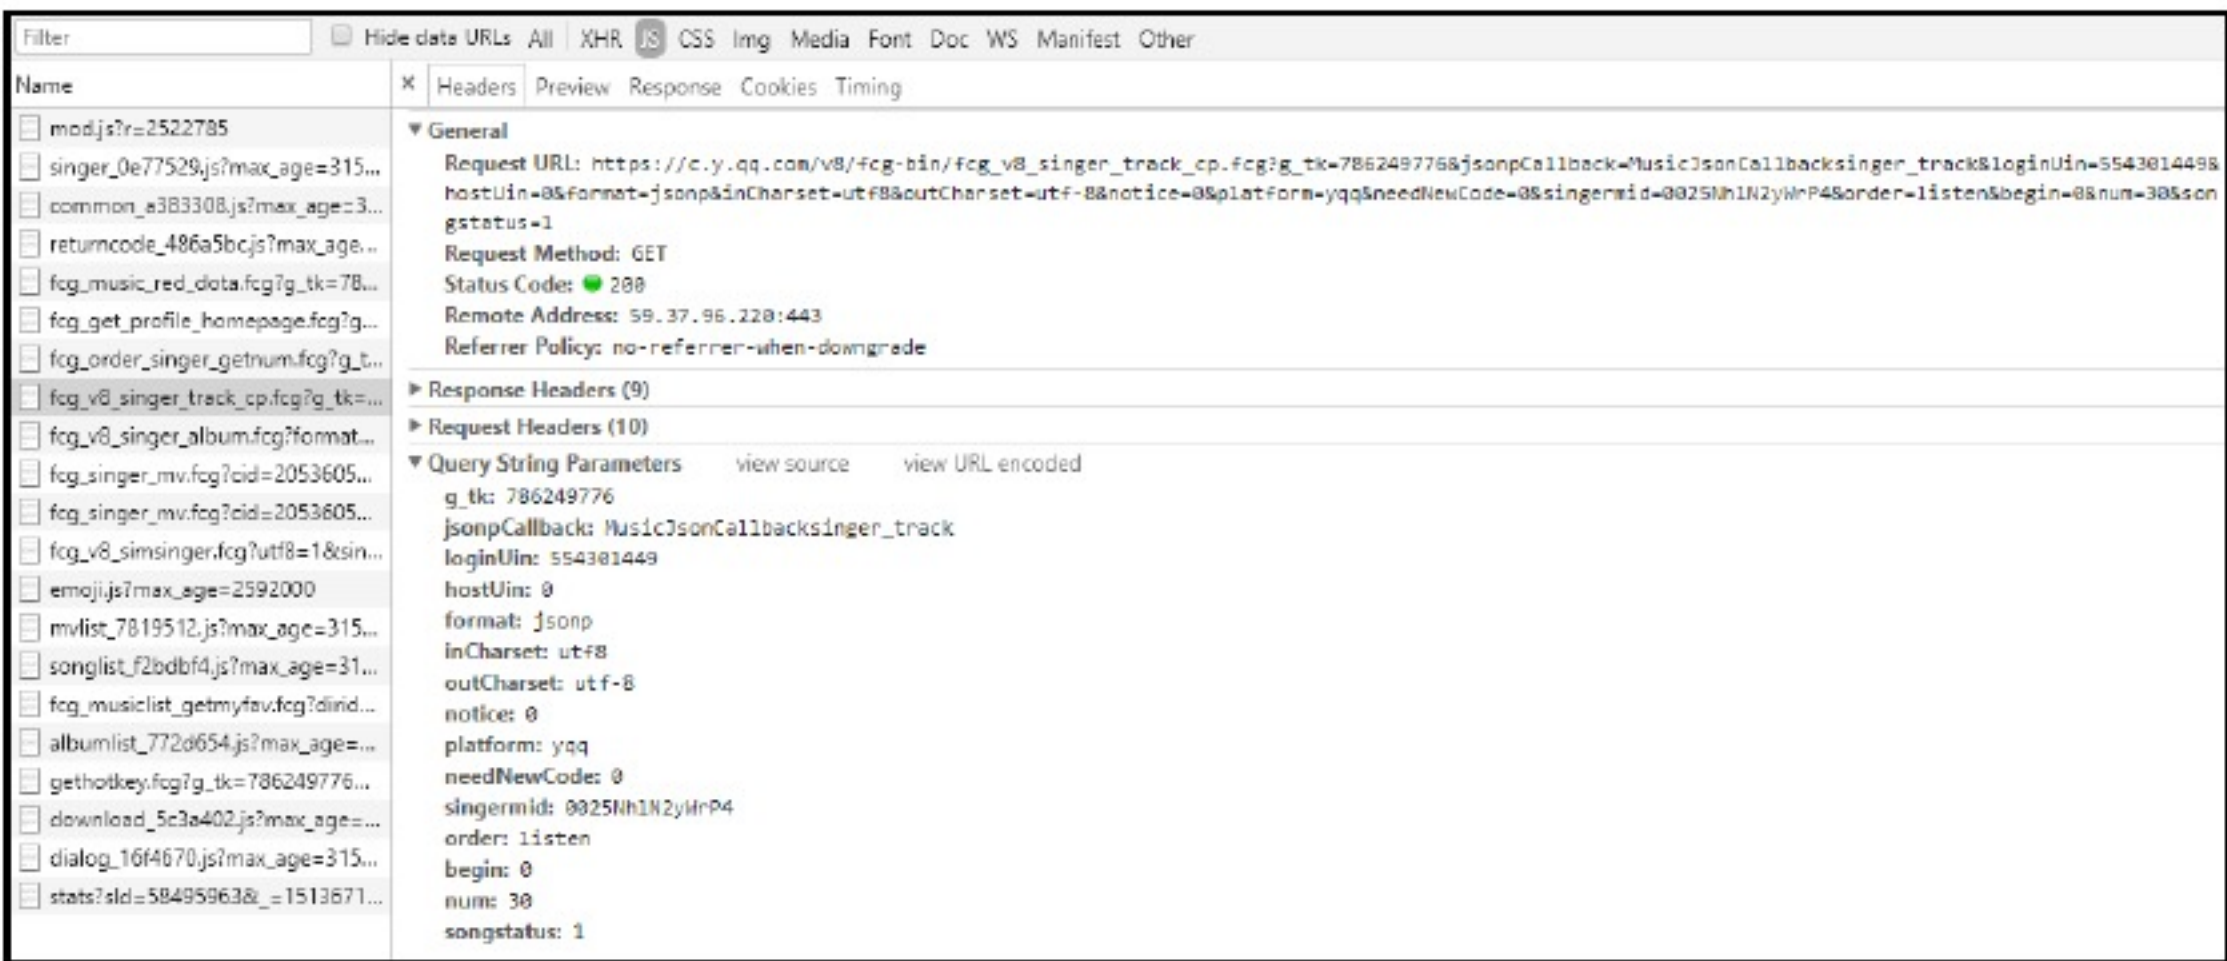 Filter
Hide data URLs All XHR JS CSS Img Media Font Doc WS Manifest Other
Name
× Headers Preview Response Cookies Timing
mod.js?r=2522785
singer_0e77529.js?max_age=315...
common_a383308.js?max_age=3...
returncode_486a5bc.js?max_age...
fcg_music_red_dota.fcg?g_tk=78...
fcg_get_profile_homepage.fcg?g...
fcg_order_singer_getnum.fcg?g_t...
fcg_v8_singer_track_cp.fcg?g_tk=...
fcg_v8_singer_album.fcg?format...
fcg_singer_mv.fcg?cid=2053605...
fcg_singer_mv.fcg?cid=2053605...
fcg_v8_simsinger.fcg?utf8=1&sin...
emoji.js?max_age=2592000
mvlist_7819512.js?max_age=315...
songlist_f2bdbf4.js?max_age=31...
fcg_musiclist_getmyfav.fcg?dirid...
albumlist_772d654.js?max_age=...
gethotkey.fcg?g_tk=786249776...
download_5c3a402.js?max_age=...
dialog_16f4670.js?max_age=315...
stats?sId=58495963&_=1513671...
▼ General
Request URL: https://c.y.qq.com/v8/fcg-bin/fcg_v8_singer_track_cp.fcg?g_tk=786249776&jsonpCallback=MusicJsonCallbacksinger_track&loginUin=554301449&
hostUin=0&format=jsonp&inCharset=utf8&outCharset=utf-8&notice=0&platform=yqq&needNewCode=0&singermid=0025NhlN2yWrP4&order=listen&begin=0&num=30&son
gstatus=1
Request Method: GET
Status Code: 200
Remote Address: 59.37.96.220:443
Referrer Policy: no-referrer-when-downgrade
▶ Response Headers (9)
▶ Request Headers (10)
▼ Query String Parameters view source view URL encoded
g_tk: 786249776
jsonpCallback: MusicJsonCallbacksinger_track
loginUin: 554301449
hostUin: 0
format: jsonp
inCharset: utf8
outCharset: utf-8
notice: 0
platform: yqq
needNewCode: 0
singermid: 0025NhlN2yWrP4
order: listen
begin: 0
num: 30
songstatus: 1